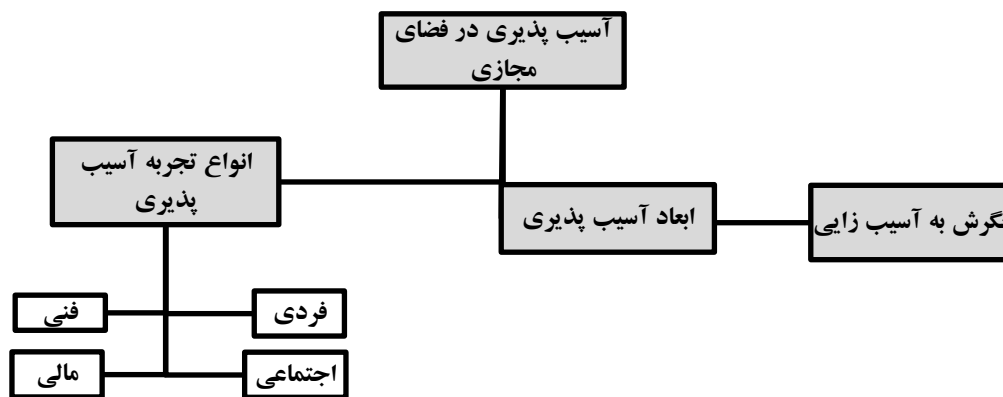 آسیب پذیری در فضای
مجازی
انواع تجربه آسیب
پذیری
ابعاد آسیب پذیری
نگرش به آسیب زایی
فردی
فنی
اجتماعی
مالی